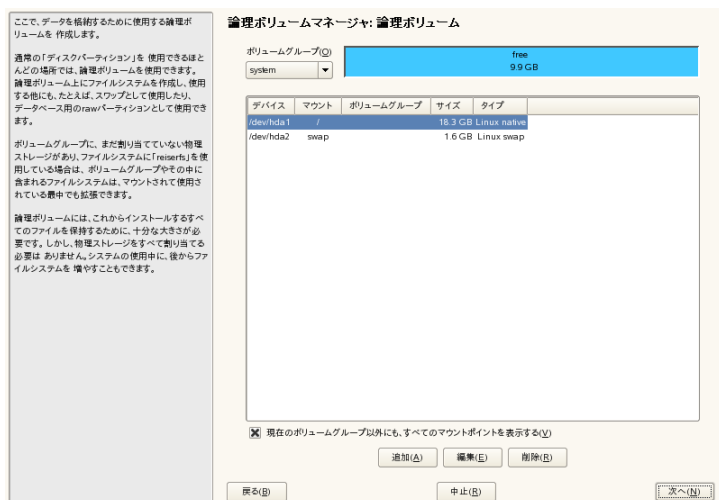 ここで、データを格納するために使用する論理ボ
リュームを 作成します。
通常の「ディスクパーティション」を 使用できるほと
んどの場所では、論理ボリュームを使用できます。
論理ボリューム上にファイルシステムを作成し、使用
する他にも、たとえば、スワップとして使用したり、
データベース用のrawパーティションとして使用でき
ます。
ボリュームグループに、まだ割り当てていない物理
ストレージがあり、ファイルシステムに「reiserfs」を使
用している場合は、ボリュームグループやその中に
含まれるファイルシステムは、マウントされて使用さ
れている最中でも拡張できます。
論理ボリュームには、これからインストールするすべ
てのファイルを保持するために、十分な大きさが必
要です。しかし、物理ストレージをすべて割り当てる
必要は ありません。システムの使用中に、後からファ
イルシステムを 増やすこともできます。
論理ボリュームマネージャ: 論理ボリューム
ボリュームグループ(O)
system
free
9.9 GB
デバイス マウント ボリュームグループ サイズ タイプ
/dev/hda1 / 18.3 GB Linux native
/dev/hda2 swap 1.6 GB Linux swap
現在のボリュームグループ以外にも、すべてのマウントポイントを表示する(V)
追加(A) 編集(E) 削除(R)
戻る(B) 中止(R) 次へ(N)